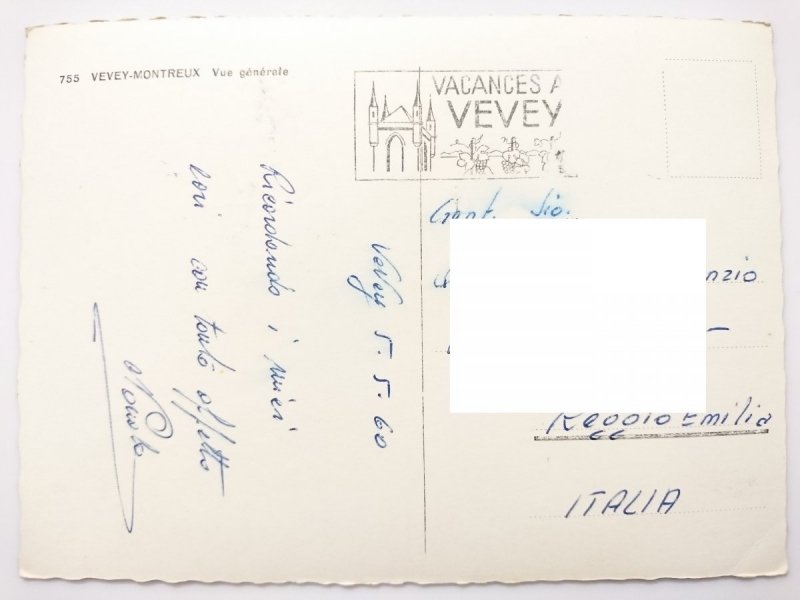 755 VEVEY-MONTREUX Vue générale
VACANCES A
VEVEY
Vevey 5.5.60
Ricordando i miei
cari con tanto affetto
Gent. Sig.
nzio
Reggio Emilia
ITALIA